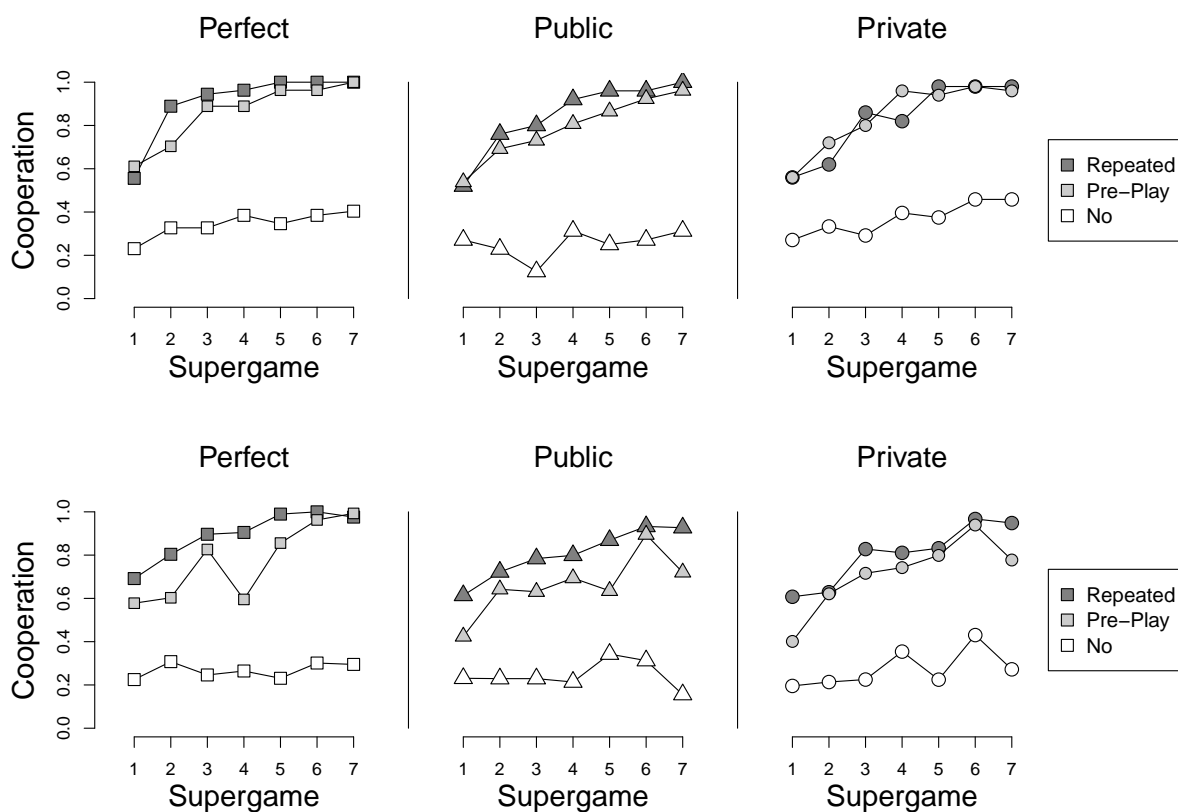 Perfect
Public
Private
Cooperation
0.0 0.2 0.4 0.6 0.8 1.0
1 2 3 4 5 6 7
Supergame
1 2 3 4 5 6 7
Supergame
1 2 3 4 5 6 7
Supergame
Repeated
Pre−Play
No
Perfect
Public
Private
Cooperation
0.0 0.2 0.4 0.6 0.8 1.0
1 2 3 4 5 6 7
Supergame
1 2 3 4 5 6 7
Supergame
1 2 3 4 5 6 7
Supergame
Repeated
Pre−Play
No